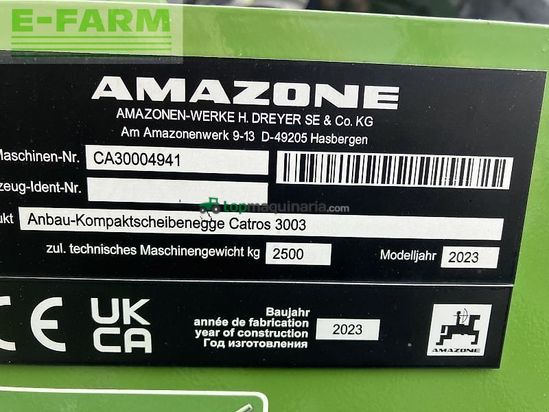 E-FARM
AMAZONE
AMAZONEN-WERKE H. DREYER SE & Co. KG
Am Amazonenwerk 9-13 D-49205 Hasbergen
Maschinen-Nr. CA30004941
zeug-Ident-Nr.
topmaquinaria.com
ukt Anbau-Kompaktscheibenegge Catros 3003
zul. technisches Maschinengewicht kg 2500 Modelljahr 2023
CE UK CA
Baujahr
année de fabrication
year of construction 2023
Год изготовления
AMAZONE